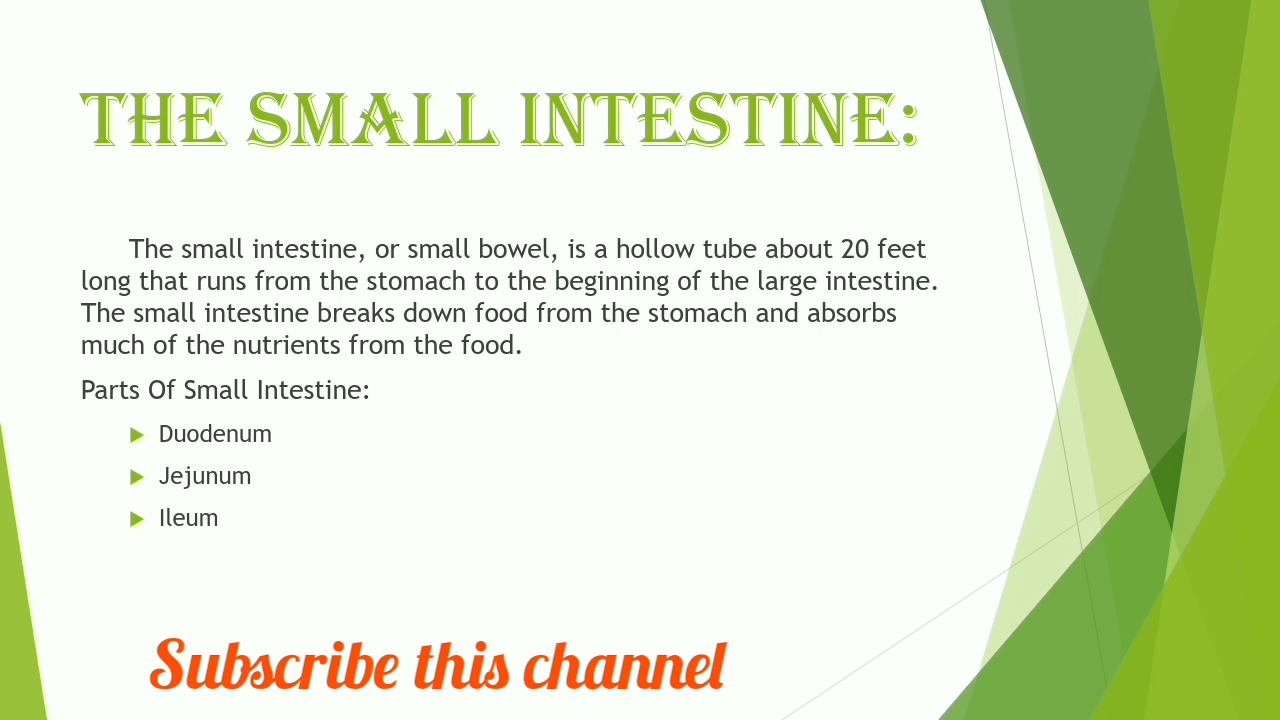 THE SMALL INTESTINE:
The small intestine, or small bowel, is a hollow tube about 20 feet
long that runs from the stomach to the beginning of the large intestine.
The small intestine breaks down food from the stomach and absorbs
much of the nutrients from the food.
Parts Of Small Intestine:
Duodenum
Jejunum
Ileum
Subscribe this channel